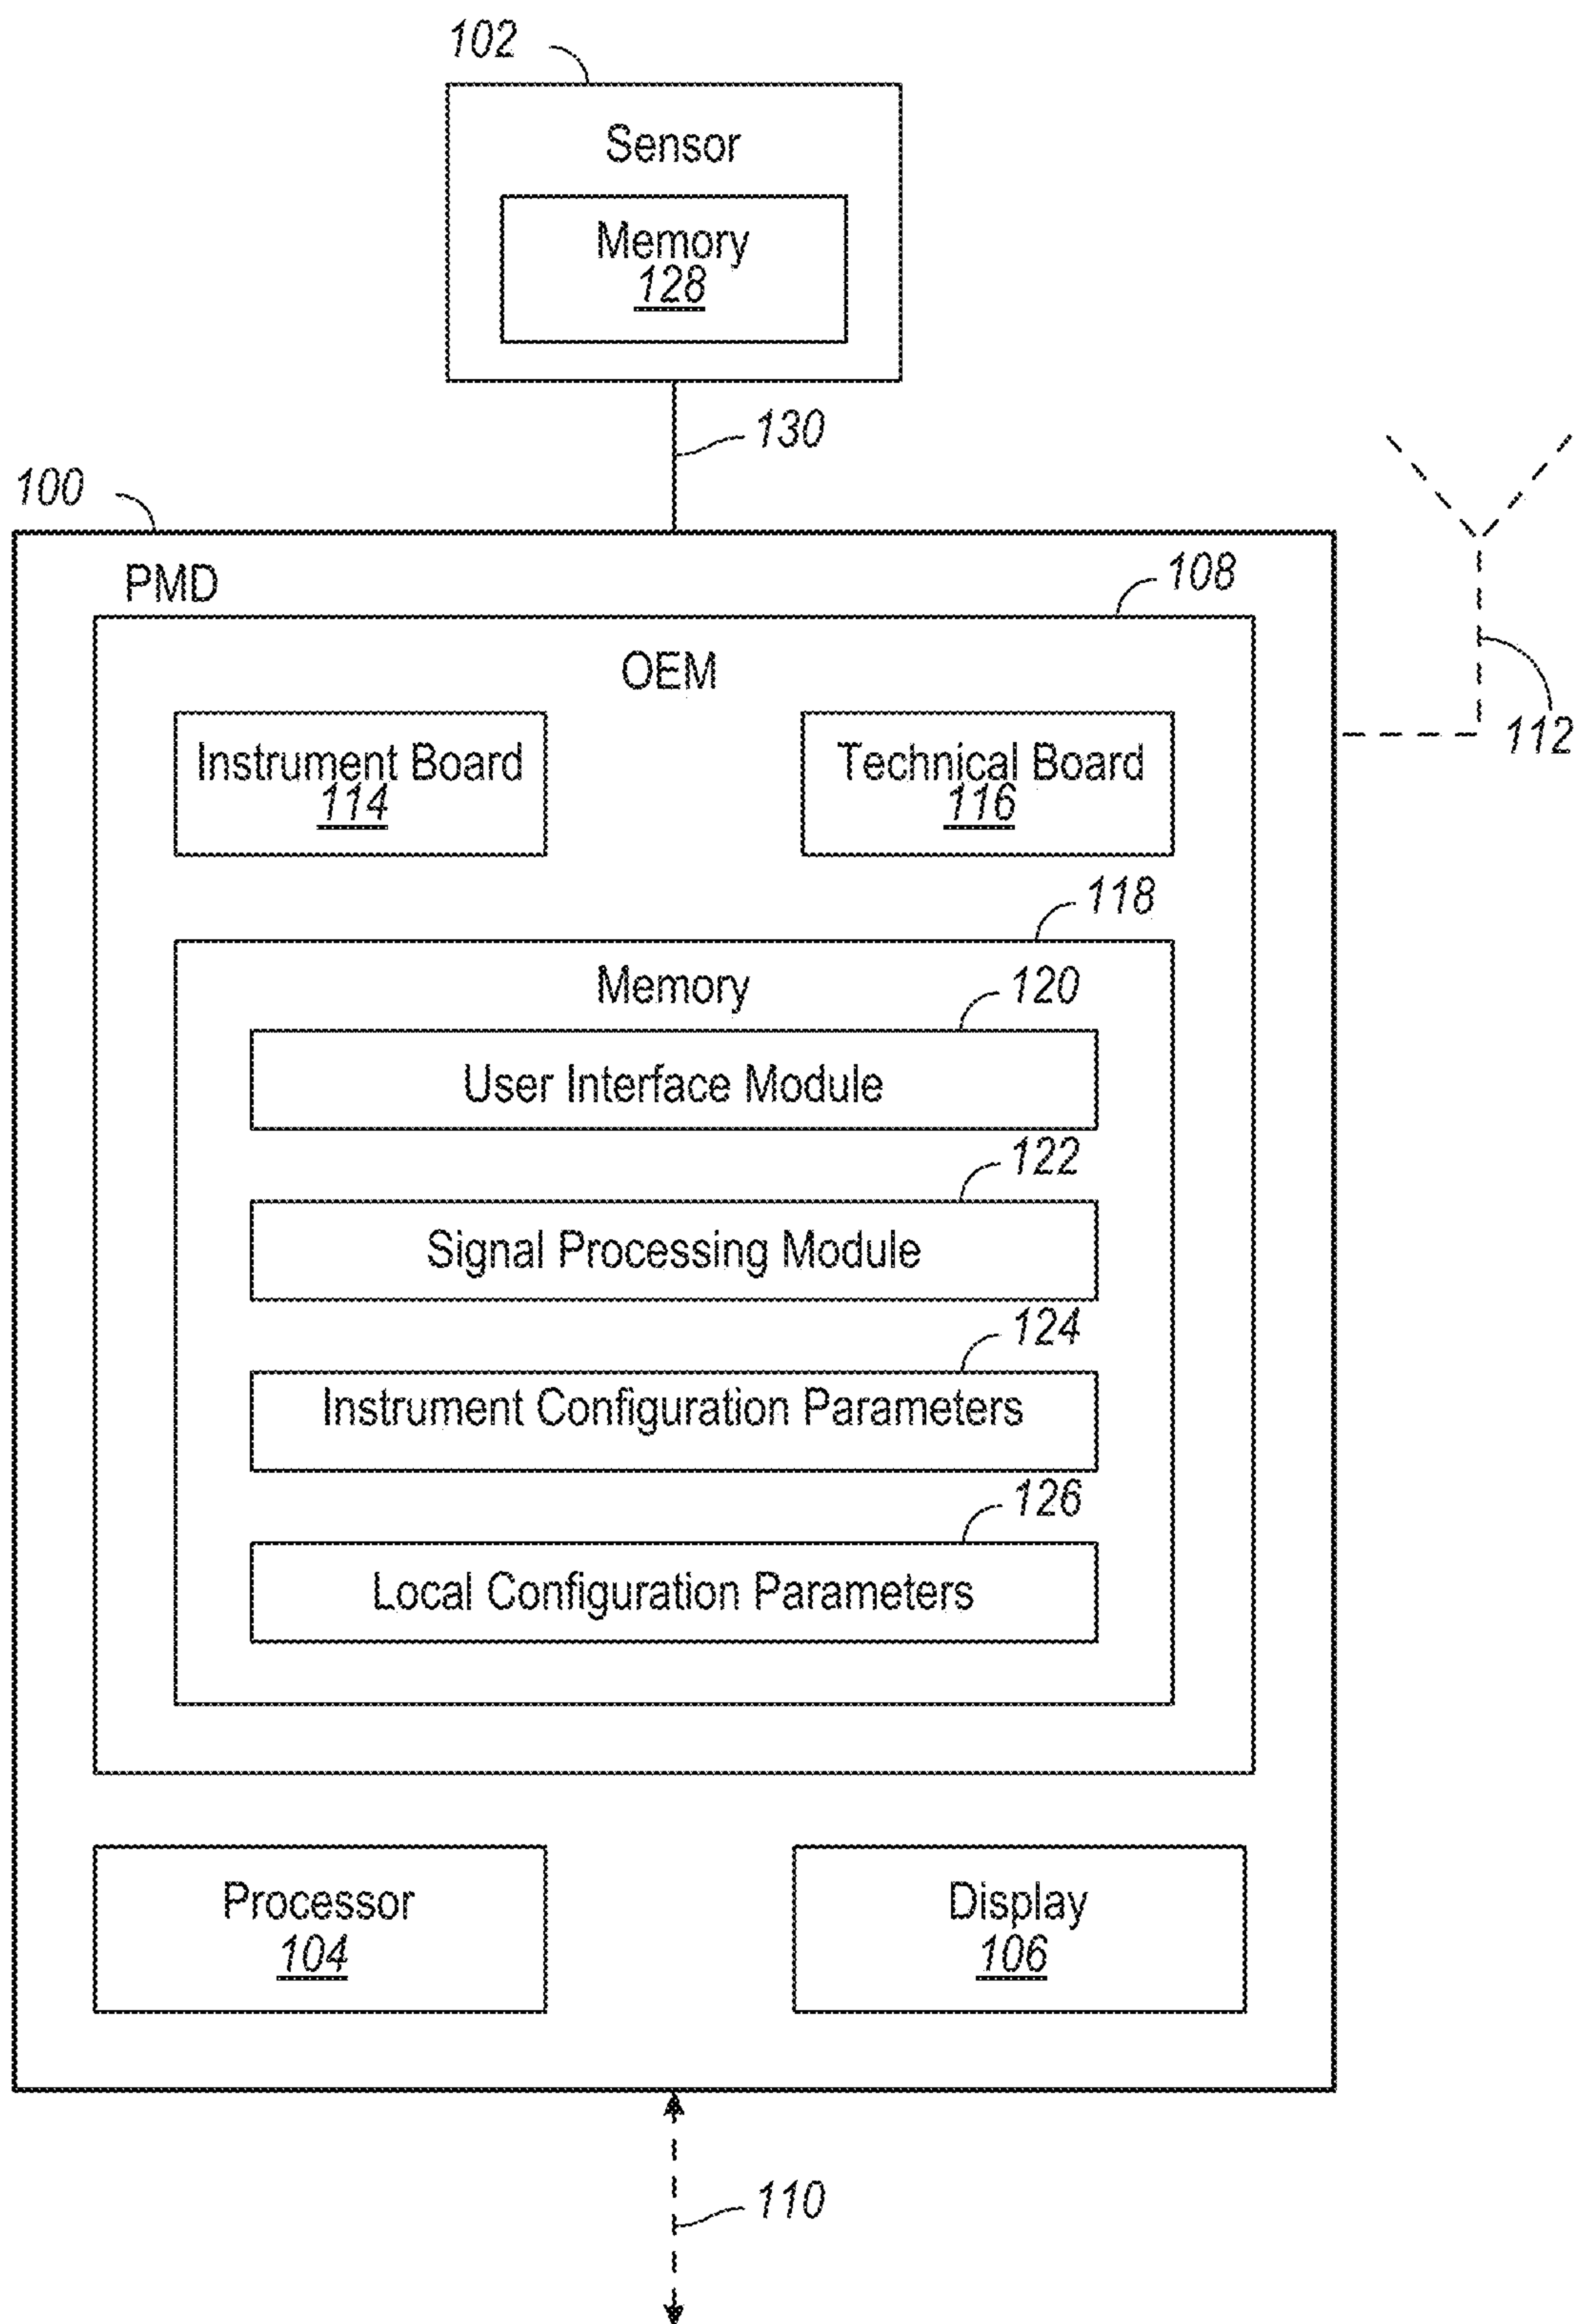 102
Sensor
Memory
128
130
100
PMD
108
OEM
Instrument Board
114
Technical Board
116
112
118
Memory
120
User Interface Module
122
Signal Processing Module
124
Instrument Configuration Parameters
126
Local Configuration Parameters
Processor
104
Display
106
110